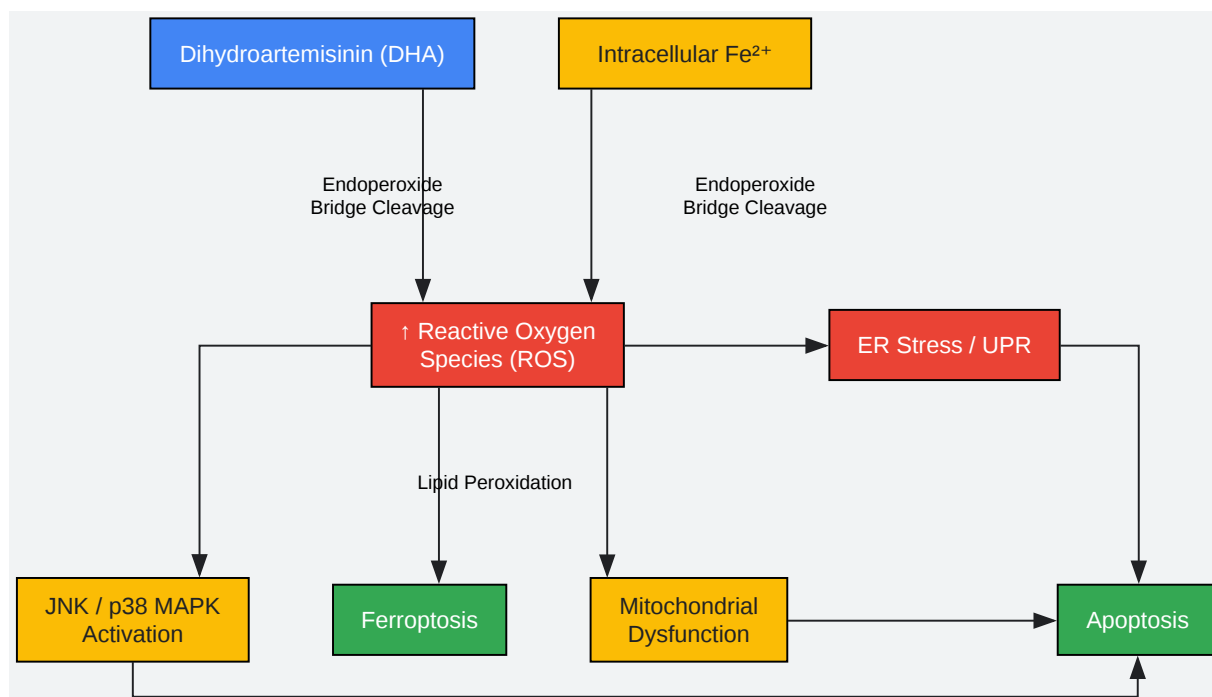 Dihydroartemisinin (DHA)
Intracellular Fe²⁺
Endoperoxide
Bridge Cleavage
Endoperoxide
Bridge Cleavage
↑ Reactive Oxygen
Species (ROS)
ER Stress / UPR
Lipid Peroxidation
JNK / p38 MAPK
Activation
Ferroptosis
Mitochondrial
Dysfunction
Apoptosis